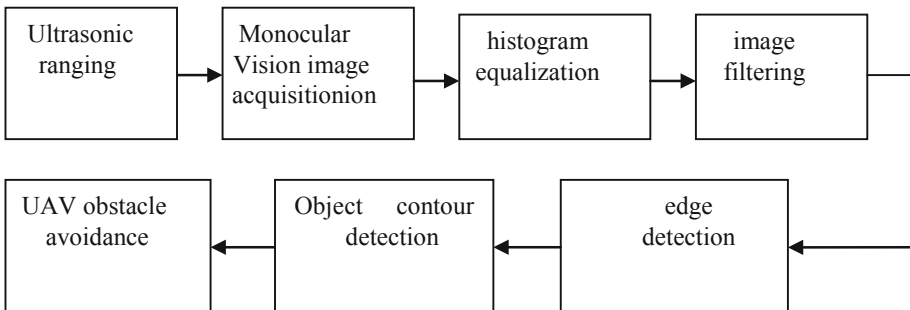 Ultrasonic
ranging
Monocular
Vision image
acquisitionion
histogram
equalization
image
filtering
UAV obstacle
avoidance
Object contour
detection
edge
detection